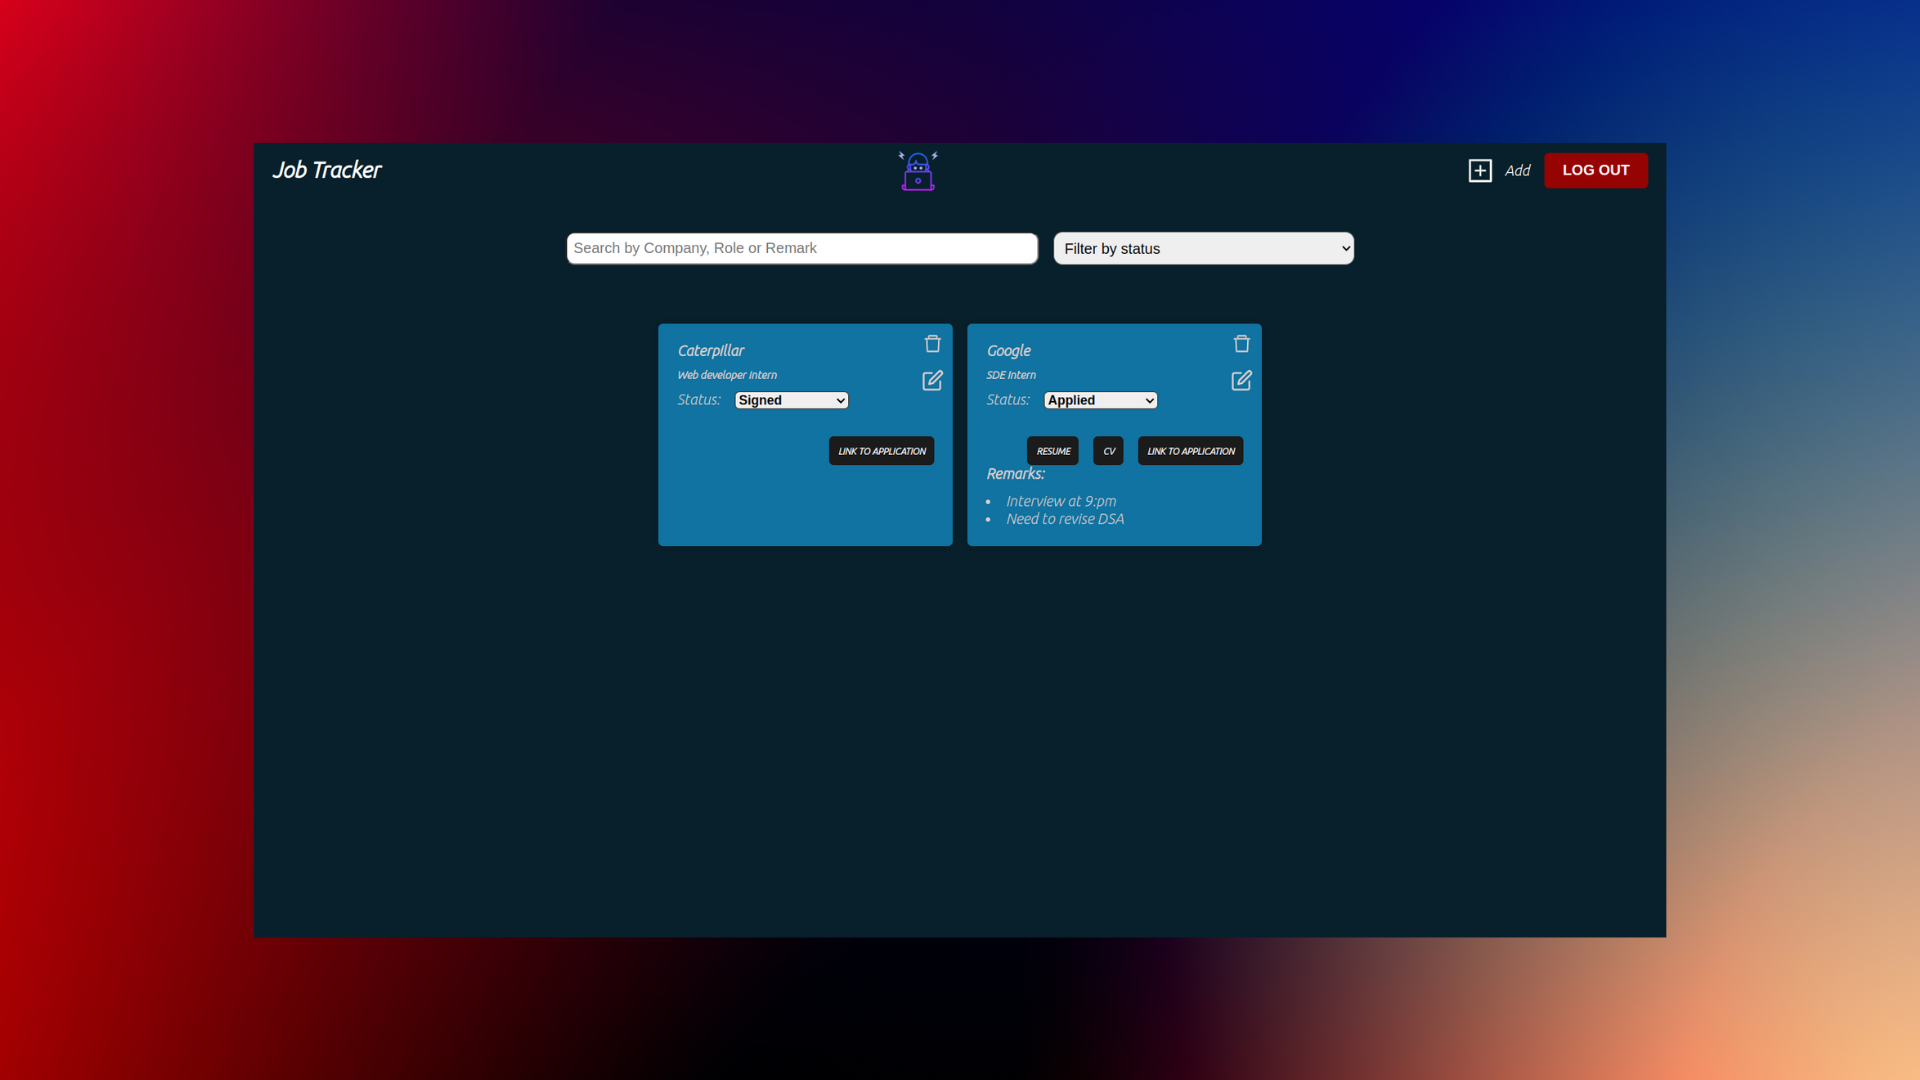 Job Tracker
Add
LOG OUT
Search by Company, Role or Remark
Filter by status
Caterpillar
Web developer Intern
Status: Signed
LINK TO APPLICATION
Google
SDE Intern
Status: Applied
RESUME CV LINK TO APPLICATION
Remarks:
• Interview at 9:pm
• Need to revise DSA